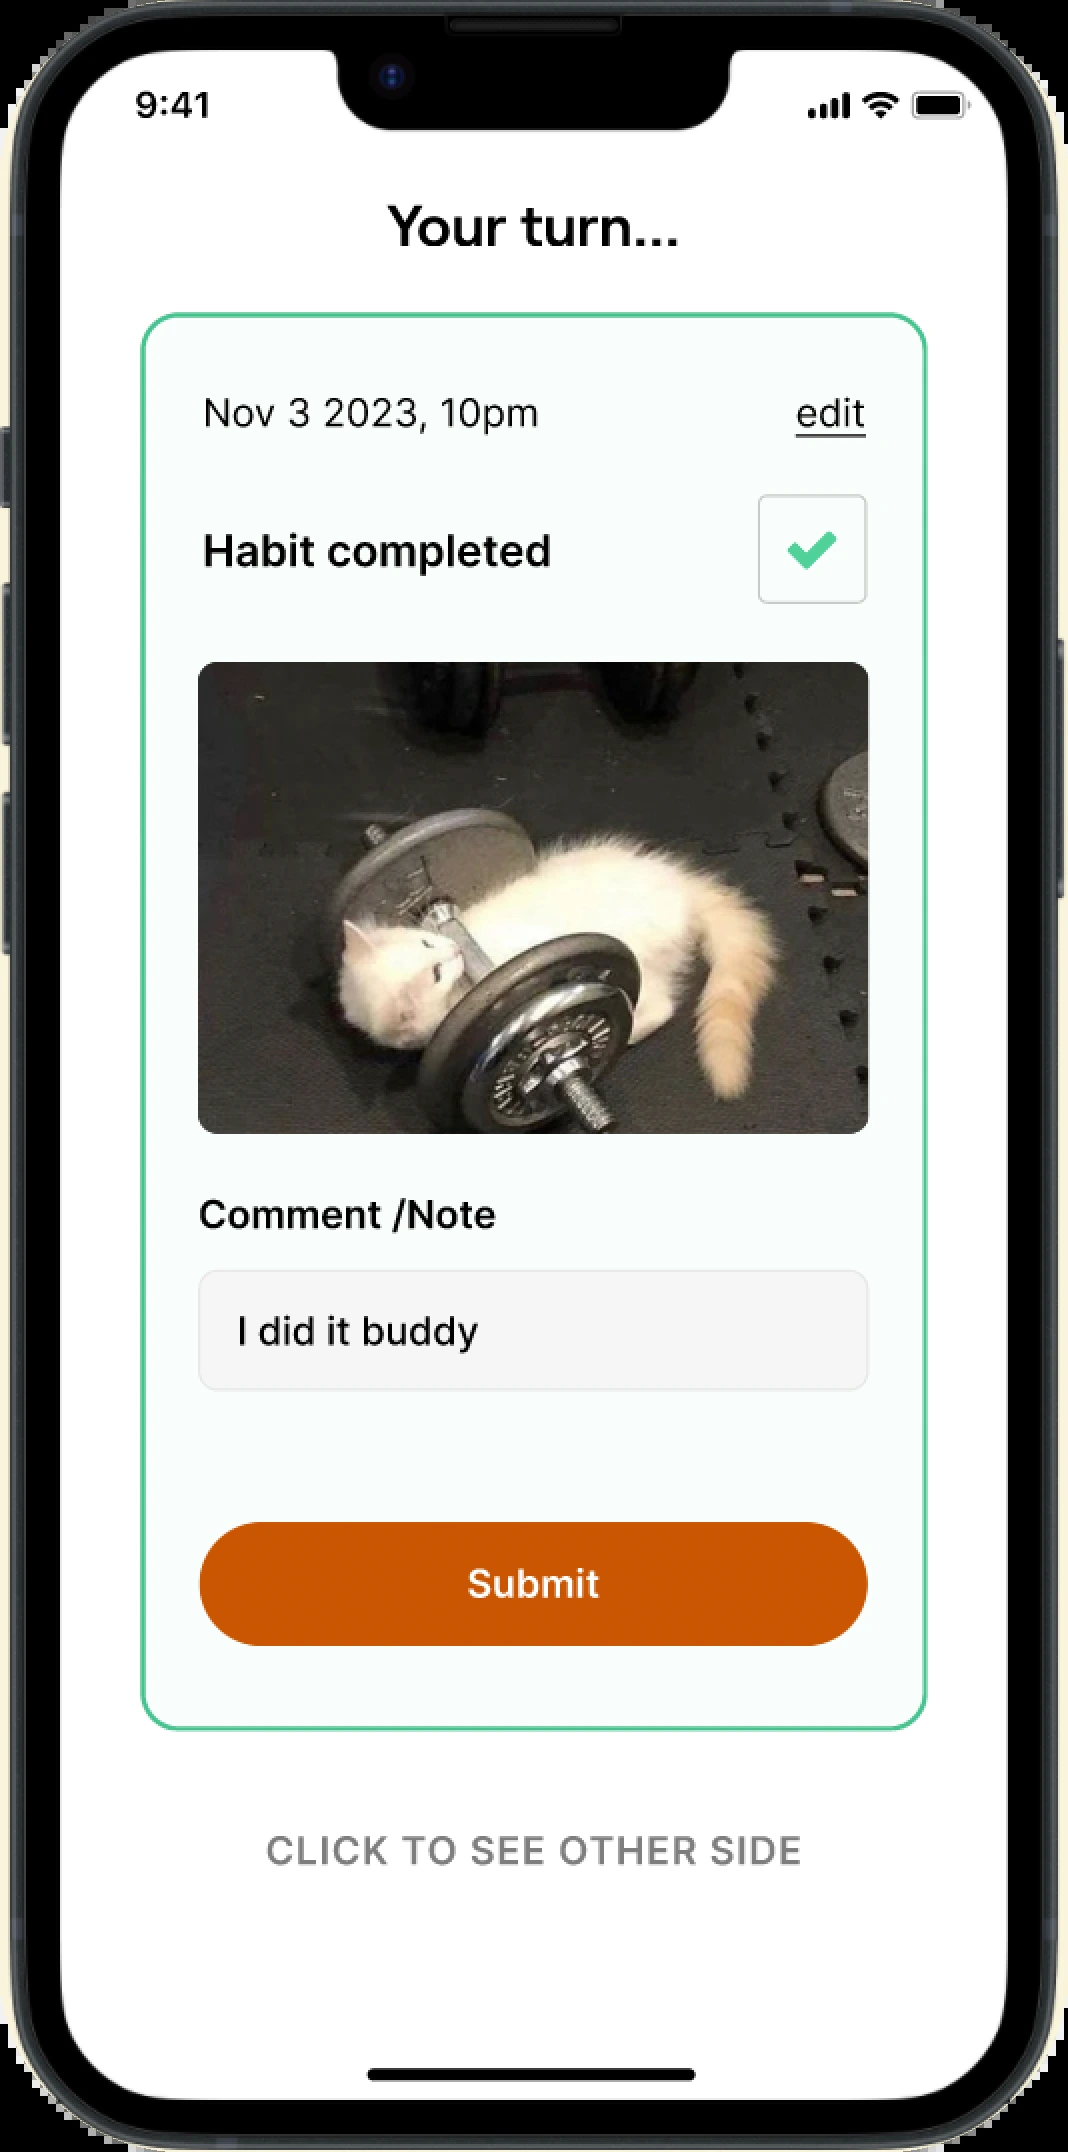 9:41
Your turn...
Nov 3 2023, 10pm edit
Habit completed
Comment /Note
I did it buddy
Submit
CLICK TO SEE OTHER SIDE